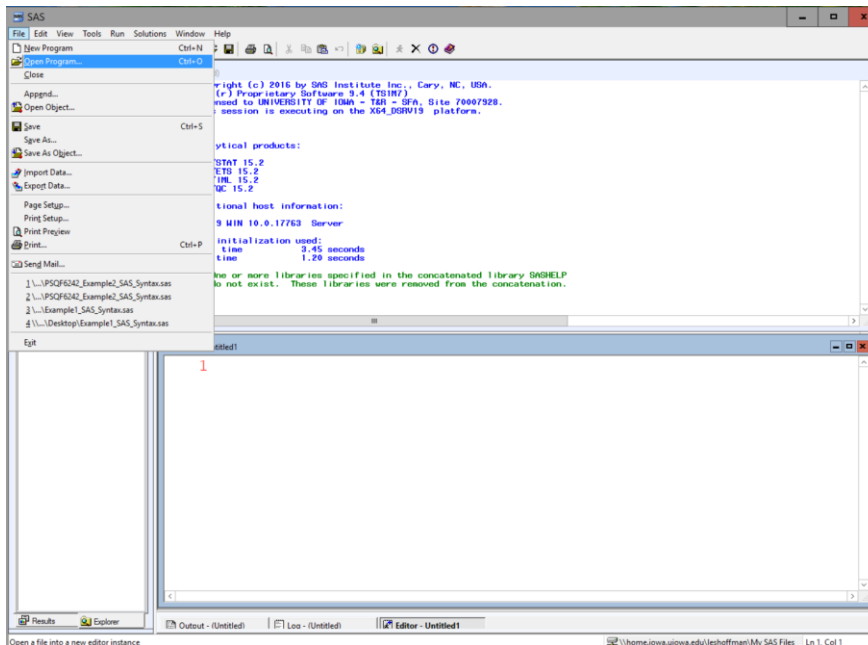 SAS
File Edit View Tools Run Solutions Window Help
New Program Ctrl+N
Open Program... Ctrl+O
Close
Append...
Open Object...
Save Ctrl+S
Save As...
Save As Object...
Import Data...
Export Data...
Page Setup...
Print Setup...
Print Preview
Print... Ctrl+P
Send Mail...
1 \...\PSQF6242_Example2_SAS_Syntax.sas
2 \...\PSQF6242_Example2_SAS_Syntax.sas
3 \...\Example1_SAS_Syntax.sas
4 \\...\Desktop\Example1_SAS_Syntax.sas
Exit
right (c) 2016 by SAS Institute Inc., Cary, NC, USA.
(r) Proprietary Software 9.4 (TS1M7)
nsed to UNIVERSITY OF IOWA - T&R - SFA, Site 70007928.
session is executing on the X64_DSRV19 platform.
ytical products:
STAT 15.2
ETS 15.2
IML 15.2
QC 15.2
tional host information:
9 WIN 10.0.17763 Server
initialization used:
time 3.45 seconds
time 1.20 seconds
One or more libraries specified in the concatenated library SASHELP
do not exist. These libraries were removed from the concatenation.
ntitled1
1
Results Explorer
Output - (Untitled) Log - (Untitled) Editor - Untitled1
Open a file into a new editor instance \\home.iowa.uiowa.edu\leshoffman\My SAS Files Ln 1, Col 1